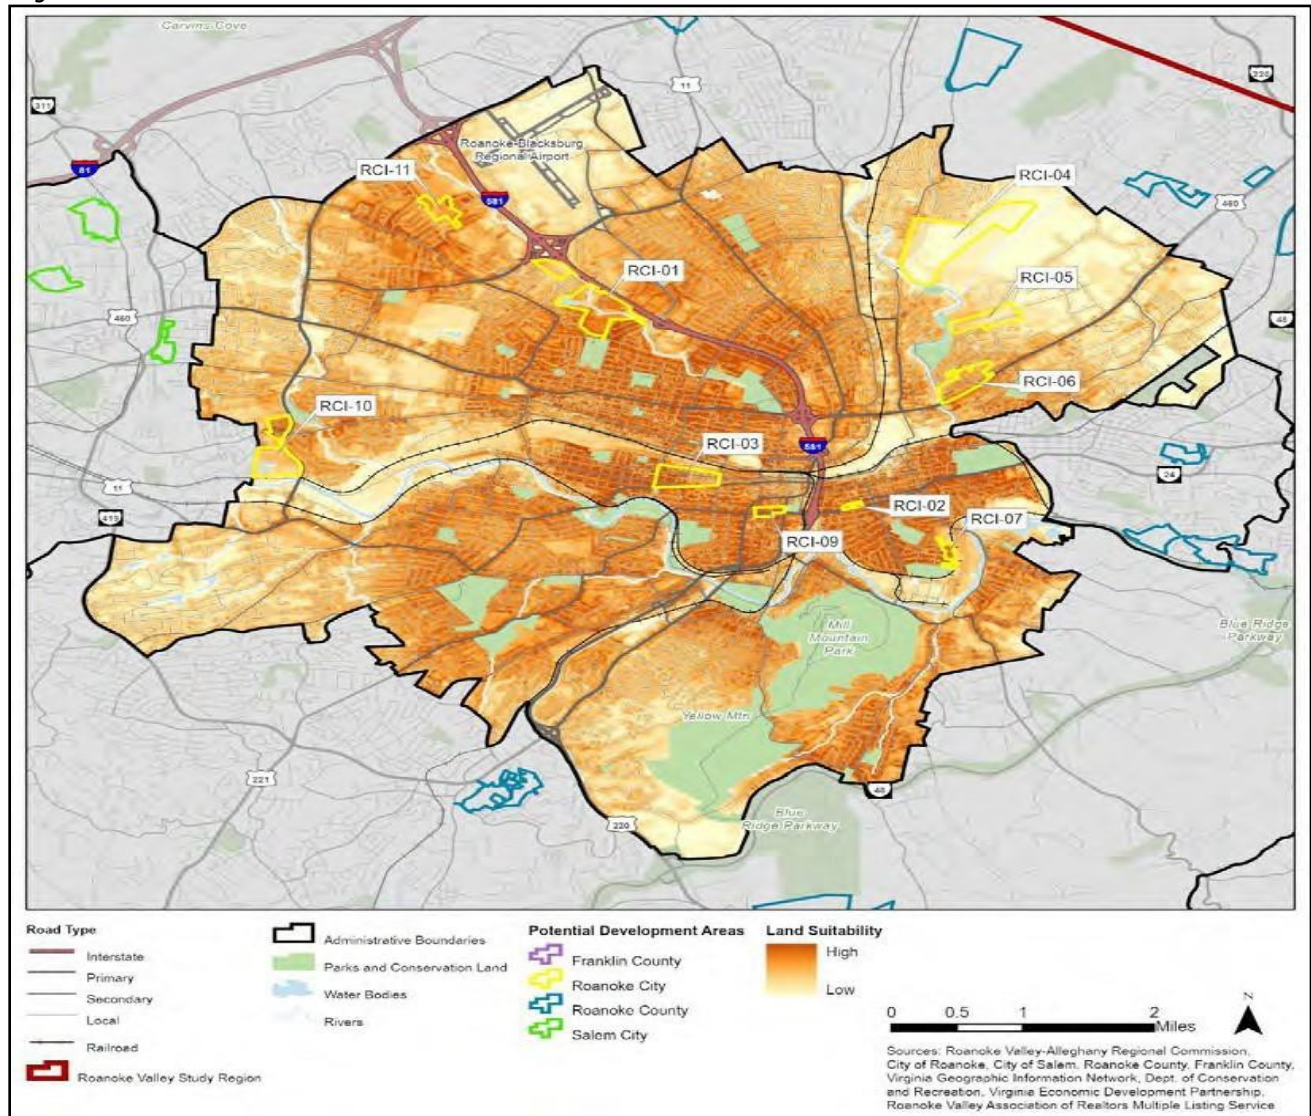 Carvins Cove
11
220
311
Roanoke-Blacksburg
Regional Airport
81
RCI-11
RCI-04
581
460
RCI-01
RCI-05
460
RCI-06
RCI-10
RCI-03
581
24
11
RCI-02
419
RCI-07
RCI-09
Mill
Mountain
Park
Blue Ridge
Parkway
Yellow Mtn
221
220
Blue
Ridge Parkway
Road Type
Interstate
Primary
Secondary
Local
Railroad
Roanoke Valley Study Region
Administrative Boundaries
Parks and Conservation Land
Water Bodies
Rivers
Potential Development Areas
Franklin County
Roanoke City
Roanoke County
Salem City
Land Suitability
High
Low
0 0.5 1 2
Miles
N
Sources: Roanoke Valley-Alleghany Regional Commission,
City of Roanoke, City of Salem, Roanoke County, Franklin County,
Virginia Geographic Information Network, Dept. of Conservation
and Recreation, Virginia Economic Development Partnership,
Roanoke Valley Association of Realtors Multiple Listing Service